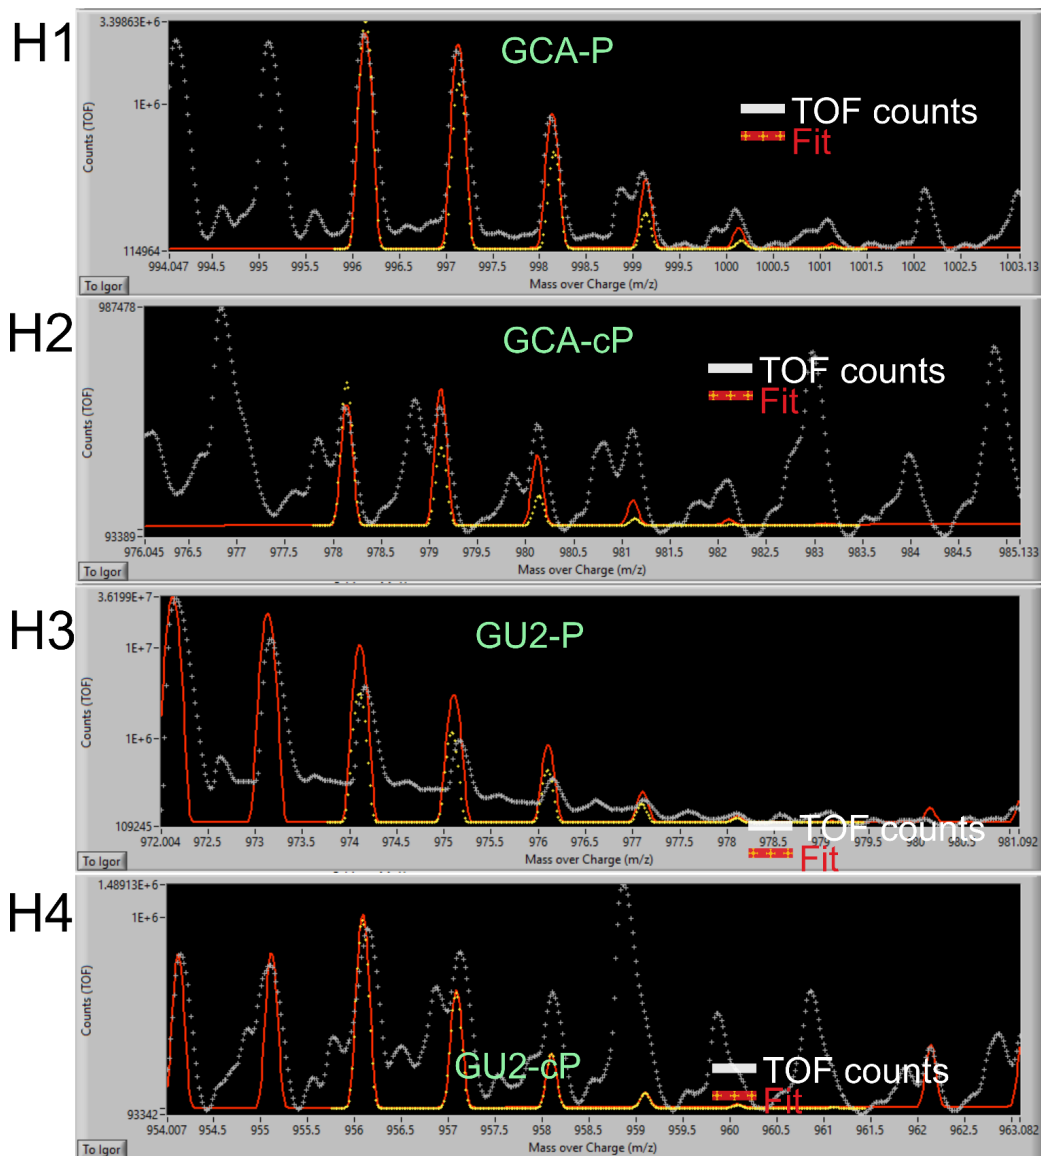 H1
3.39863E+6
GCA-P
1E+6
TOF counts
Fit
Counts (TOF)
114964
994.047 994.5 995 995.5 996 996.5 997 997.5 998 998.5 999 999.5 1000 1000.5 1001 1001.5 1002 1002.5 1003.13
To Igor
Mass over Charge (m/z)
H2
987478
GCA-cP
TOF counts
Fit
Counts (TOF)
93389
976.045 976.5 977 977.5 978 978.5 979 979.5 980 980.5 981 981.5 982 982.5 983 983.5 984 984.5 985.133
To Igor
Mass over Charge (m/z)
H3
3.6199E+7
GU2-P
1E+7
Counts (TOF)
1E+6
109245
TOF counts
972.004 972.5 973 973.5 974 974.5 975 975.5 976 976.5 977 977.5 978 978.5 979 979.5 980 980.5 981.092
To Igor
Mass over Charge (m/z)
Fit
H4
1.48913E+6
1E+6
Counts (TOF)
GU2-cP
TOF counts
Fit
93342
954.007 954.5 955 955.5 956 956.5 957 957.5 958 958.5 959 959.5 960 960.5 961 961.5 962 962.5 963.082
To Igor
Mass over Charge (m/z)